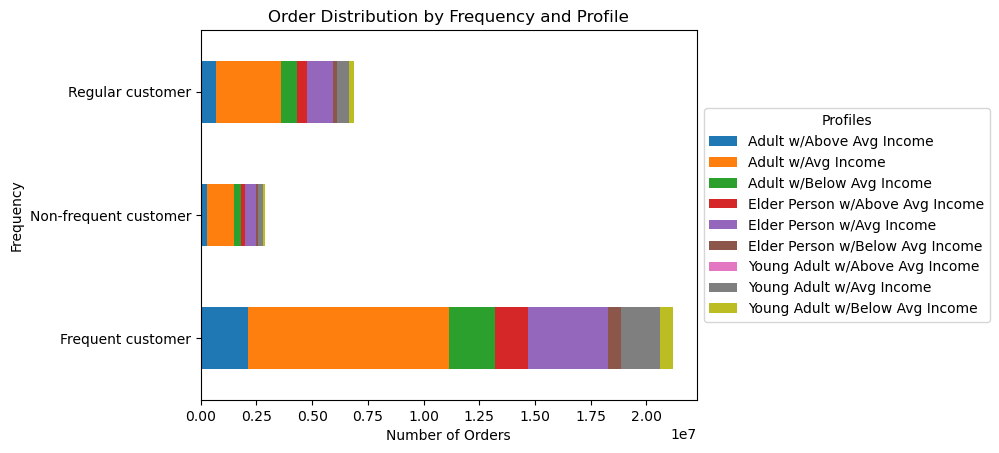 Order Distribution by Frequency and Profile
Frequency
Regular customer
Non-frequent customer
Frequent customer
0.00 0.25 0.50 0.75 1.00 1.25 1.50 1.75 2.00
1e7
Number of Orders
Profiles
Adult w/Above Avg Income
Adult w/Avg Income
Adult w/Below Avg Income
Elder Person w/Above Avg Income
Elder Person w/Avg Income
Elder Person w/Below Avg Income
Young Adult w/Above Avg Income
Young Adult w/Avg Income
Young Adult w/Below Avg Income